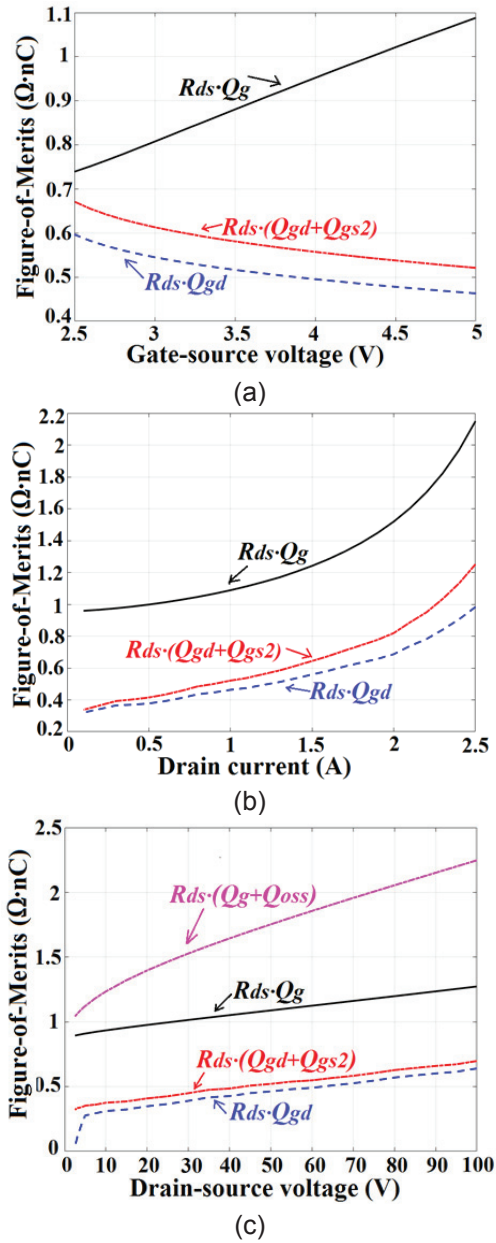 Figure-of-Merits (Ω·nC)
1.1
1
0.9
0.8
0.7
0.6
0.5
0.4
Rds·Qg
Rds·(Qgd+Qgs2)
Rds·Qgd
2.5 3 3.5 4 4.5 5
Gate-source voltage (V)
(a)
Figure-of-Merits (Ω·nC)
2.2
2
1.8
1.6
1.4
1.2
1
0.8
0.6
0.4
0.2
Rds·Qg
Rds·(Qgd+Qgs2)
Rds·Qgd
0 0.5 1 1.5 2 2.5
Drain current (A)
(b)
Figure-of-Merits (Ω·nC)
2.5
2
1.5
1
0.5
0
Rds·(Qg+Qoss)
Rds·Qg
Rds·(Qgd+Qgs2)
Rds·Qgd
0 10 20 30 40 50 60 70 80 90 100
Drain-source voltage (V)
(c)